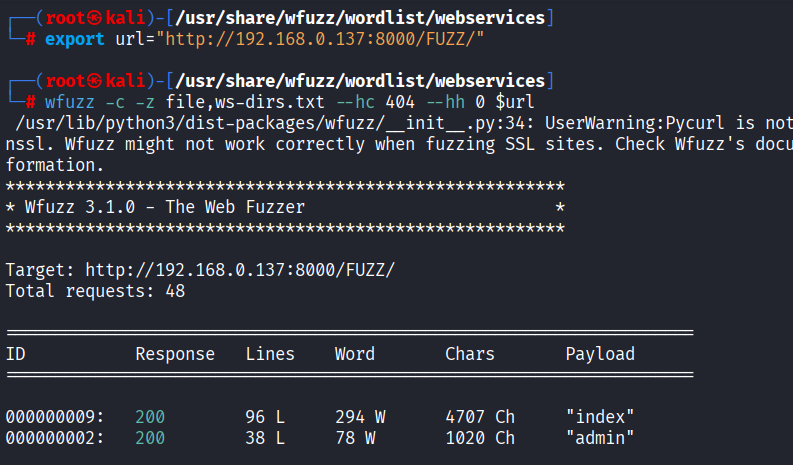 ┌──(root㉿kali)-[/usr/share/wfuzz/wordlist/webservices]
└─# export url="http://192.168.0.137:8000/FUZZ/"
┌──(root㉿kali)-[/usr/share/wfuzz/wordlist/webservices]
└─# wfuzz -c -z file,ws-dirs.txt --hc 404 --hh 0 $url
/usr/lib/python3/dist-packages/wfuzz/__init__.py:34: UserWarning:Pycurl is not
nssl. Wfuzz might not work correctly when fuzzing SSL sites. Check Wfuzz's docu
formation.
********************************************************
* Wfuzz 3.1.0 - The Web Fuzzer                         *
********************************************************
Target: http://192.168.0.137:8000/FUZZ/
Total requests: 48
=====================================================================
ID           Response   Lines    Word       Chars       Payload
=====================================================================
000000009:   200        96 L     294 W      4707 Ch     "index"
000000002:   200        38 L     78 W       1020 Ch     "admin"